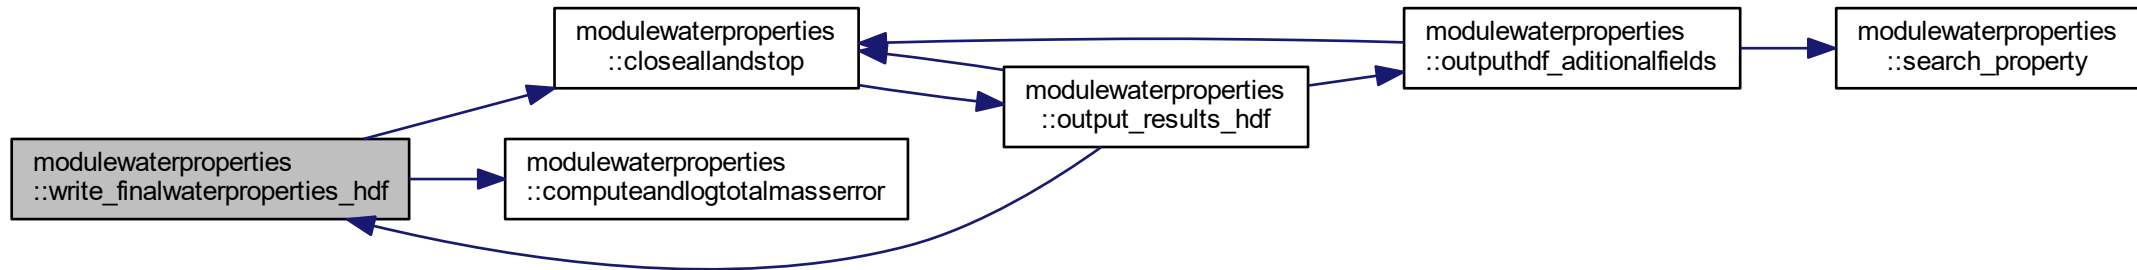 modulewaterproperties
::write_finalwaterproperties_hdf
modulewaterproperties
::closeallandstop
modulewaterproperties
::computeandlogtotalmasserror
modulewaterproperties
::output_results_hdf
modulewaterproperties
::outputhdf_aditionalfields
modulewaterproperties
::search_property